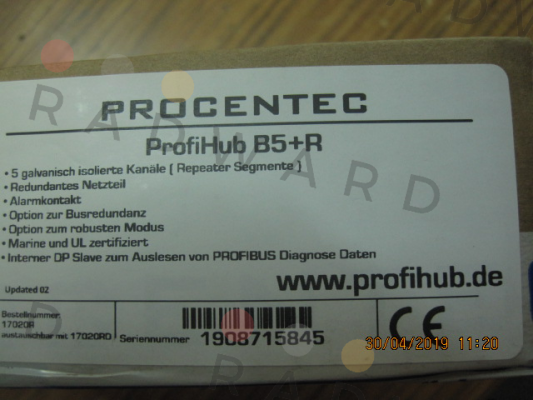 PROCENTEC
ProfiHub B5+R
• 5 galvanisch isolierte Kanäle [ Repeater Segmente ]
• Redundantes Netzteil
• Alarmkontakt
• Option zur Busredundanz
• Option zum robusten Modus
• Marine und UL zertifiziert
• Interner DP Slave zum Auslesen von PROFIBUS Diagnose Daten
www.profihub.de
Updated 02
Bestellnummer:
17020R
austauschbar mit 17020RD
Seriennummer
1908715845
CE
30/04/2019 11:20
RADWARD
RADWARD